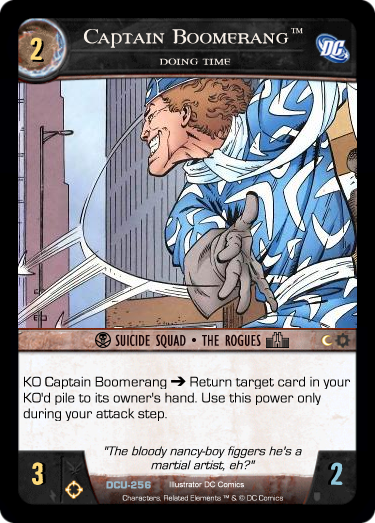 2
CAPTAIN BOOMERANG™
DC
DOING TIME
SUICIDE SQUAD • THE ROGUES
KO Captain Boomerang ➔ Return target card in your
KO'd pile to its owner's hand. Use this power only
during your attack step.
"The bloody nancy-boy figgers he's a
martial artist, eh?"
3
DCU-256 Illustrator DC Comics
2
Characters, Related Elements ™ & © DC Comics